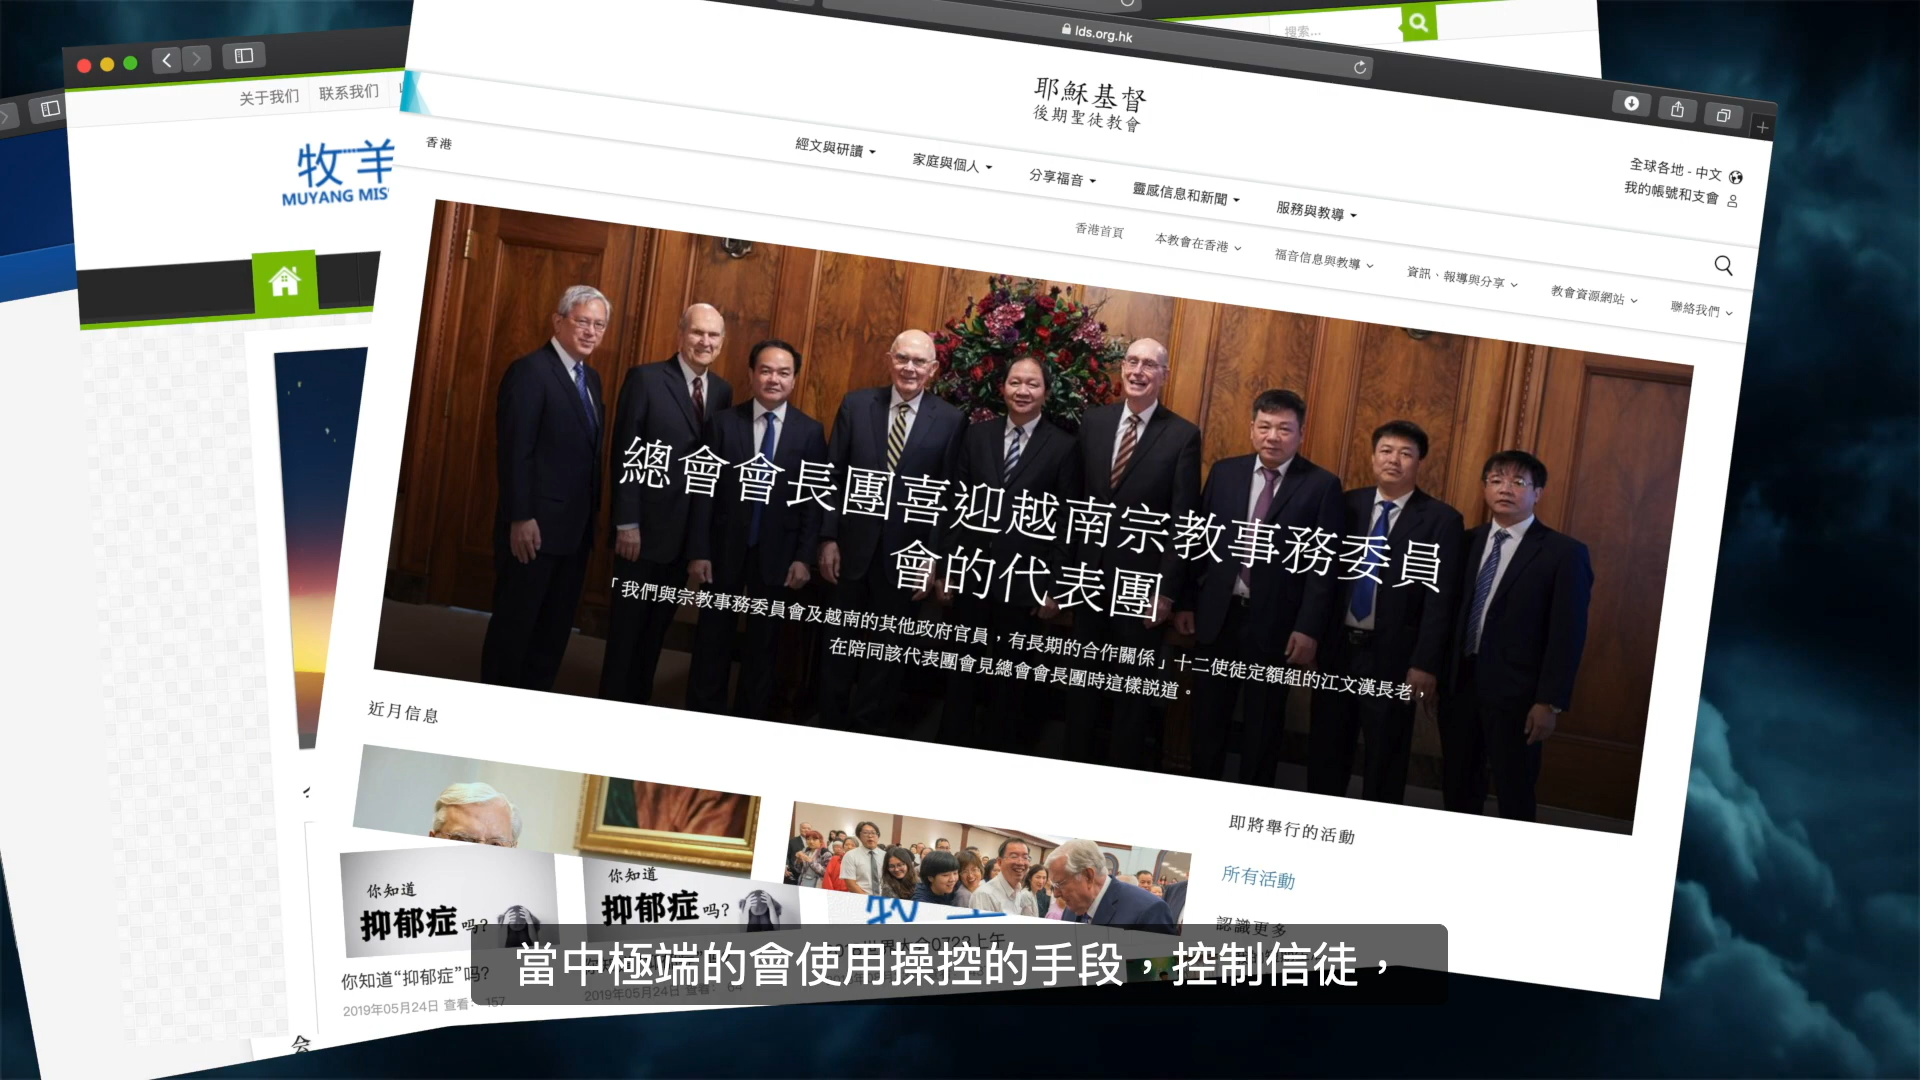 lds.org.hk
搜索...
关于我们
联系我们
牧羊
MUYANG MIS
耶穌基督
後期聖徒教會
全球各地 - 中文
我的帳號和支會
香港
經文與研讀
家庭與個人
分享福音
靈感信息和新聞
服務與教導
香港首頁
本教會在香港
福音信息與教導
資訊、報導與分享
教會資源網站
聯絡我們
總會會長團喜迎越南宗教事務委員
會的代表團
「我們與宗教事務委員會及越南的其他政府官員，有長期的合作關係」十二使徒定額組的江文漢長老，
在陪同該代表團會見總會會長團時這樣說道。
近月信息
即將舉行的活動
所有活動
認識更多
你知道
抑郁症吗?
你知道
抑郁症吗?
你知道“抑郁症”吗?
2019年05月24日 查看: 157
2019年05月24日 查看: 64
當中極端的會使用操控的手段，控制信徒，